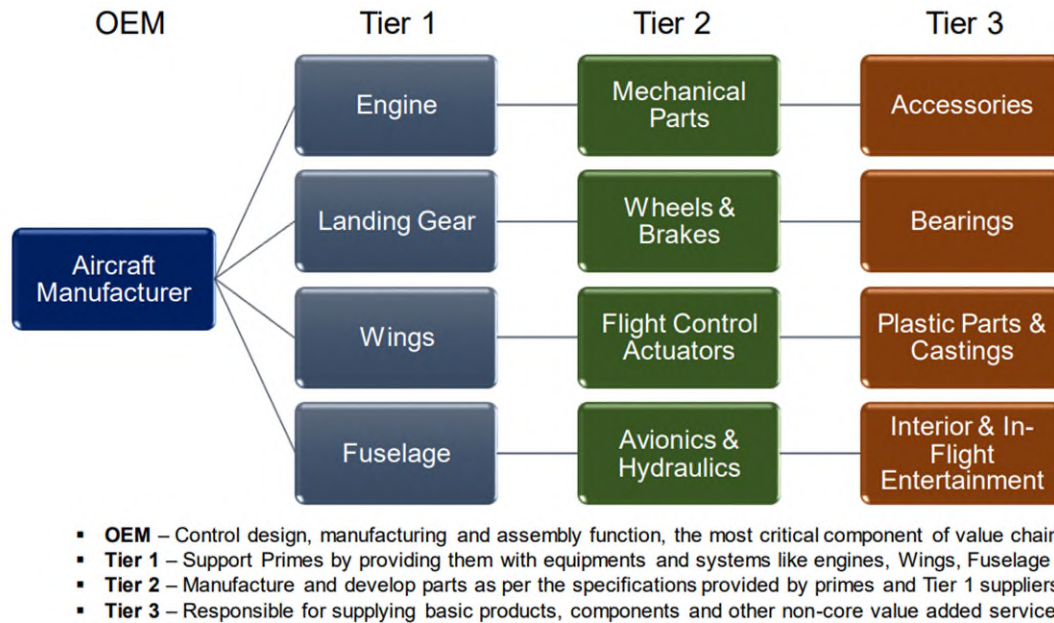 OEM
Tier 1
Tier 2
Tier 3
Aircraft
Manufacturer
Engine
Mechanical
Parts
Accessories
Landing Gear
Wheels &
Brakes
Bearings
Wings
Flight Control
Actuators
Plastic Parts &
Castings
Fuselage
Avionics &
Hydraulics
Interior & In-
Flight
Entertainment
▪ OEM – Control design, manufacturing and assembly function, the most critical component of value chain
▪ Tier 1 – Support Primes by providing them with equipments and systems like engines, Wings, Fuselage
▪ Tier 2 – Manufacture and develop parts as per the specifications provided by primes and Tier 1 suppliers
▪ Tier 3 – Responsible for supplying basic products, components and other non-core value added service